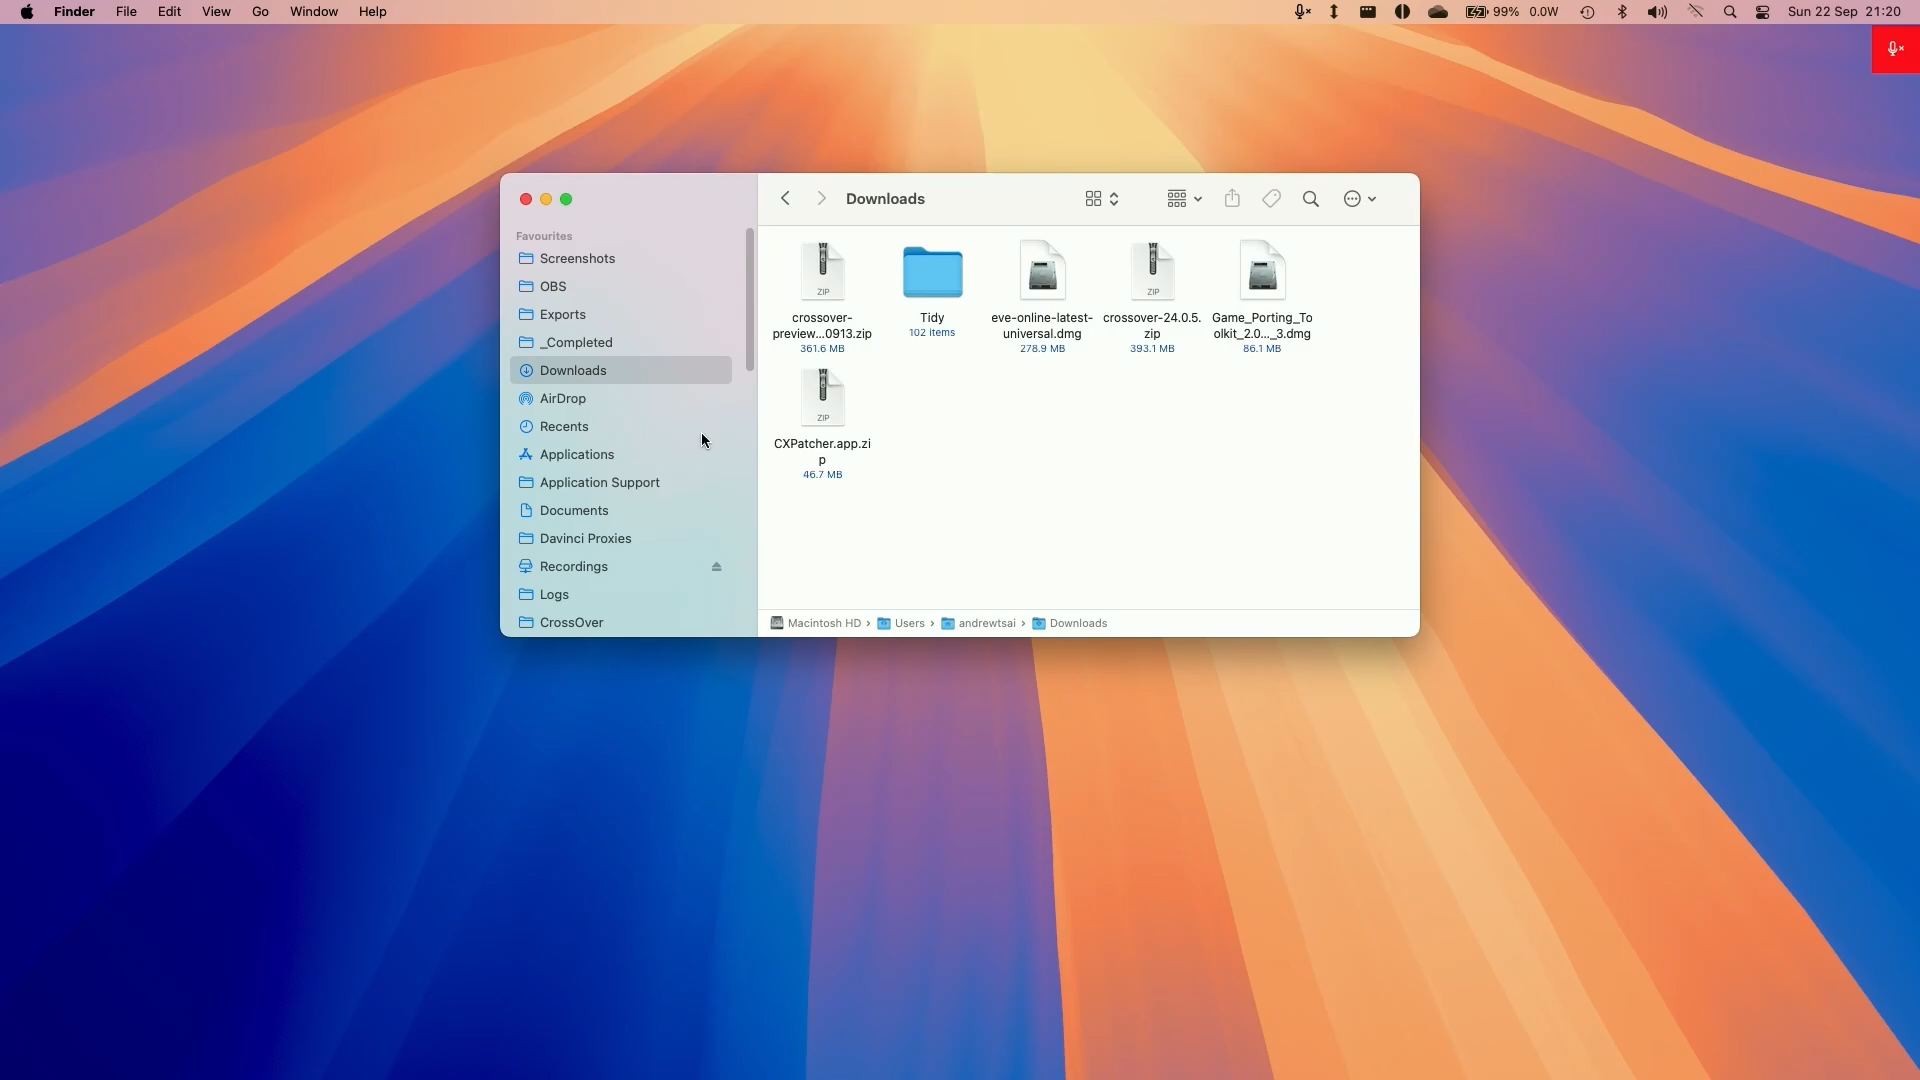 Finder File Edit View Go Window Help 99% 0.0W Sun 22 Sep 21:20
Downloads
Favourites
Screenshots
OBS
Exports
_Completed
Downloads
AirDrop
Recents
Applications
Application Support
Documents
Davinci Proxies
Recordings
Logs
CrossOver
ZIP
crossover-
preview...0913.zip
361.6 MB
Tidy
102 items
eve-online-latest-
universal.dmg
278.9 MB
ZIP
crossover-24.0.5.
zip
393.1 MB
Game_Porting_To
olkit_2.0..._3.dmg
86.1 MB
ZIP
CXPatcher.app.zi
p
46.7 MB
Macintosh HD › Users › andrewtsai › Downloads